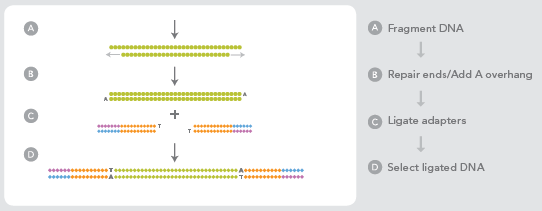 A
B
A
A
C
T
T
D
T
A
A
T
A Fragment DNA
B Repair ends/Add A overhang
C Ligate adapters
D Select ligated DNA